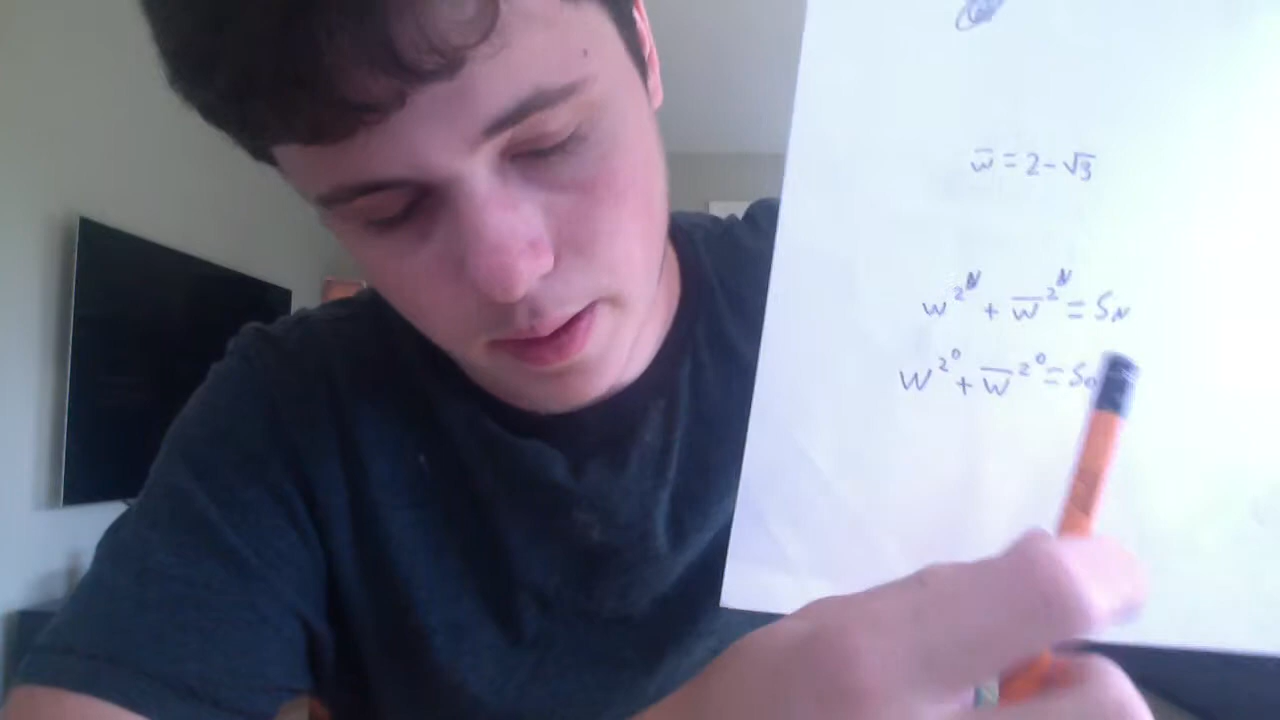 w̄ = 2-√3
w^2^N + w̄^2^N = S_N
w^2^0 + w̄^2^0 = S_0